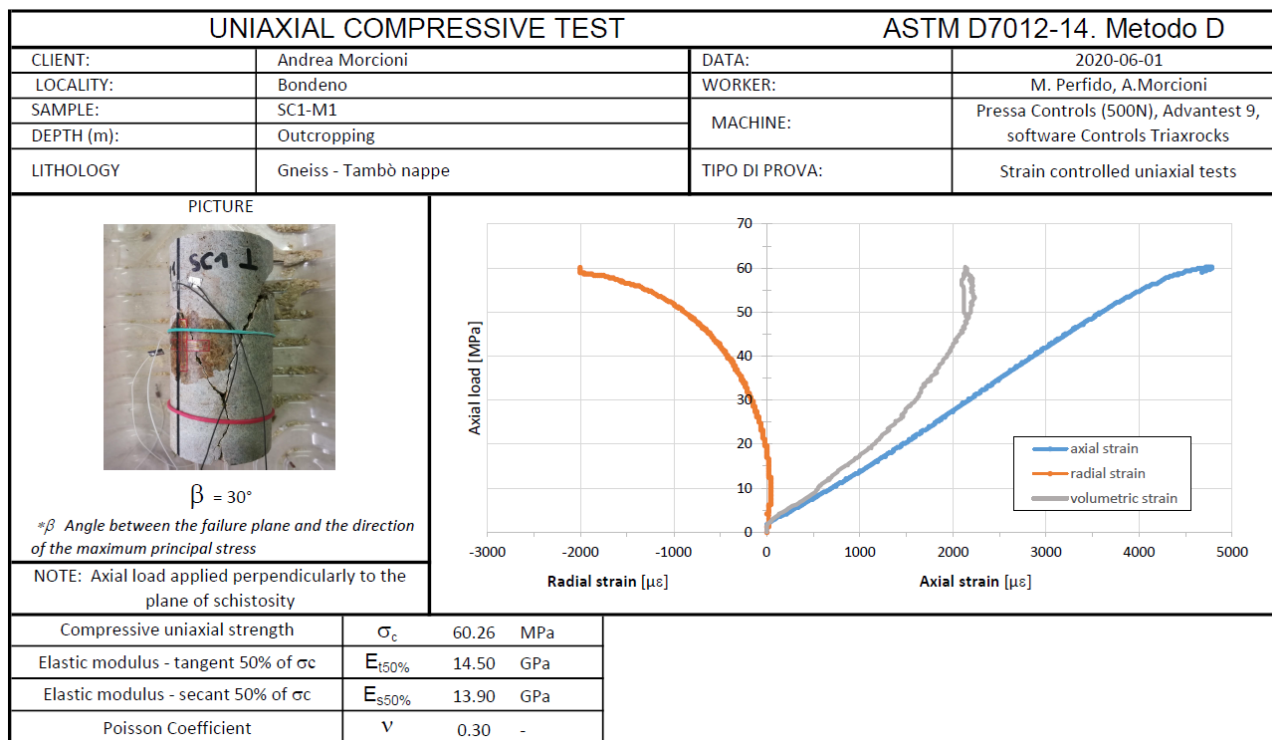 UNIAXIAL COMPRESSIVE TEST ASTM D7012-14. Metodo D
CLIENT: Andrea Morcioni DATA: 2020-06-01
LOCALITY: Bondeno WORKER: M. Perfido, A.Morcioni
SAMPLE: SC1-M1 MACHINE: Pressa Controls (500N), Advantest 9,
software Controls Triaxrocks
DEPTH (m): Outcropping
LITHOLOGY Gneiss - Tambò nappe TIPO DI PROVA: Strain controlled uniaxial tests
PICTURE
SC1 ⊥
β = 30°
*β Angle between the failure plane and the direction
of the maximum principal stress
NOTE: Axial load applied perpendicularly to the
plane of schistosity
Axial load [MPa]
70
60
50
40
30
20
10
0
-3000 -2000 -1000 0 1000 2000 3000 4000 5000
Radial strain [με] Axial strain [με]
axial strain
radial strain
volumetric strain
Compressive uniaxial strength σc 60.26 MPa
Elastic modulus - tangent 50% of σc Et50% 14.50 GPa
Elastic modulus - secant 50% of σc Es50% 13.90 GPa
Poisson Coefficient ν 0.30 -